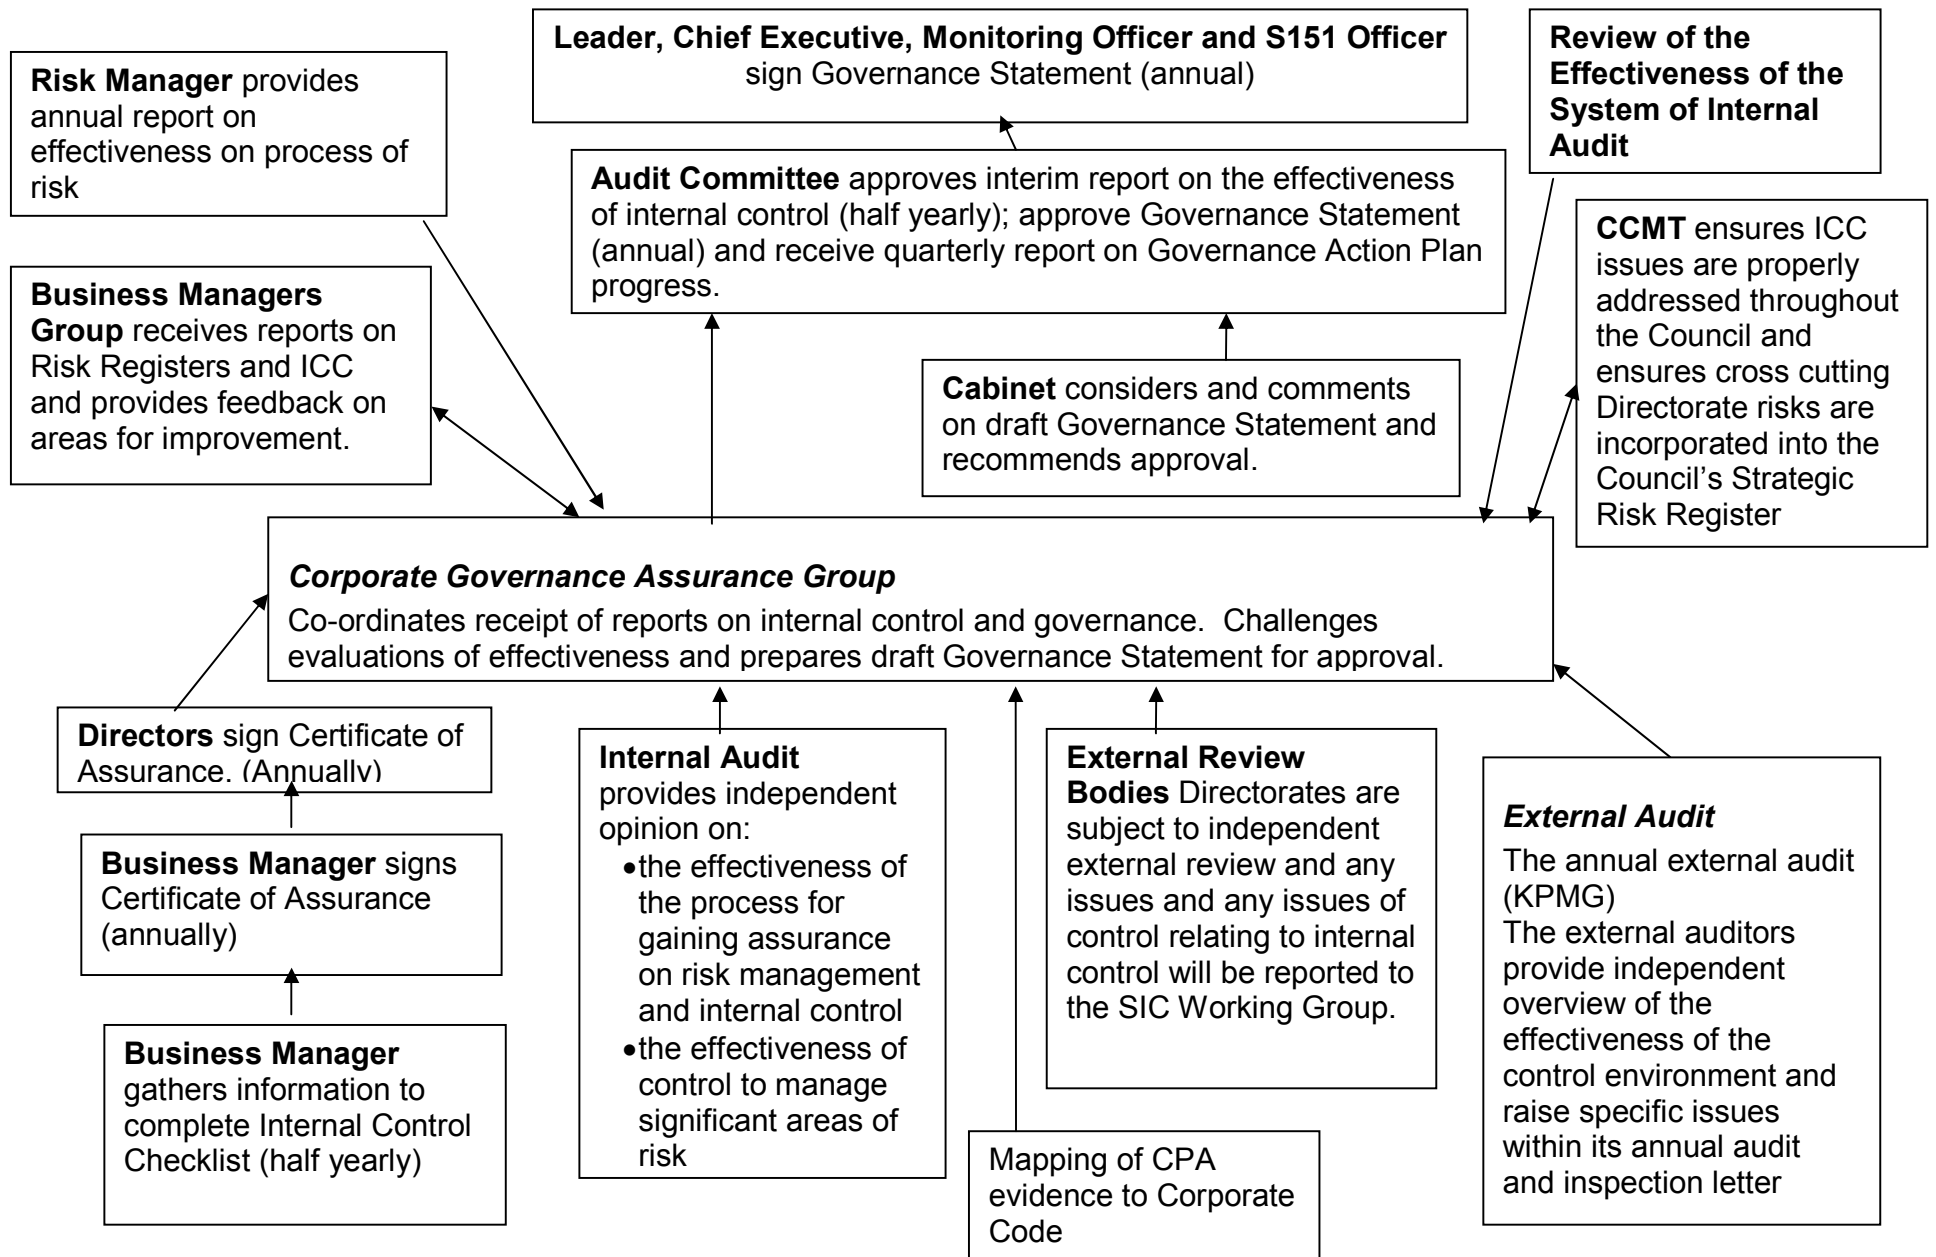 Leader, Chief Executive, Monitoring Officer and S151 Officer
sign Governance Statement (annual)
Review of the
Effectiveness of the
System of Internal
Audit
Risk Manager provides
annual report on
effectiveness on process of
risk
Audit Committee approves interim report on the effectiveness
of internal control (half yearly); approve Governance Statement
(annual) and receive quarterly report on Governance Action Plan
progress.
CCMT ensures ICC
issues are properly
addressed throughout
the Council and
ensures cross cutting
Directorate risks are
incorporated into the
Council’s Strategic
Risk Register
Business Managers
Group receives reports on
Risk Registers and ICC
and provides feedback on
areas for improvement.
Cabinet considers and comments
on draft Governance Statement and
recommends approval.
Corporate Governance Assurance Group
Co-ordinates receipt of reports on internal control and governance.  Challenges
evaluations of effectiveness and prepares draft Governance Statement for approval.
Directors sign Certificate of
Assurance. (Annually)
Business Manager signs
Certificate of Assurance
(annually)
Business Manager
gathers information to
complete Internal Control
Checklist (half yearly)
Internal Audit
provides independent
opinion on:
•the effectiveness of
the process for
gaining assurance
on risk management
and internal control
•the effectiveness of
control to manage
significant areas of
risk
External Review
Bodies Directorates are
subject to independent
external review and any
issues and any issues of
control relating to internal
control will be reported to
the SIC Working Group.
Mapping of CPA
evidence to Corporate
Code
External Audit
The annual external audit
(KPMG)
The external auditors
provide independent
overview of the
effectiveness of the
control environment and
raise specific issues
within its annual audit
and inspection letter